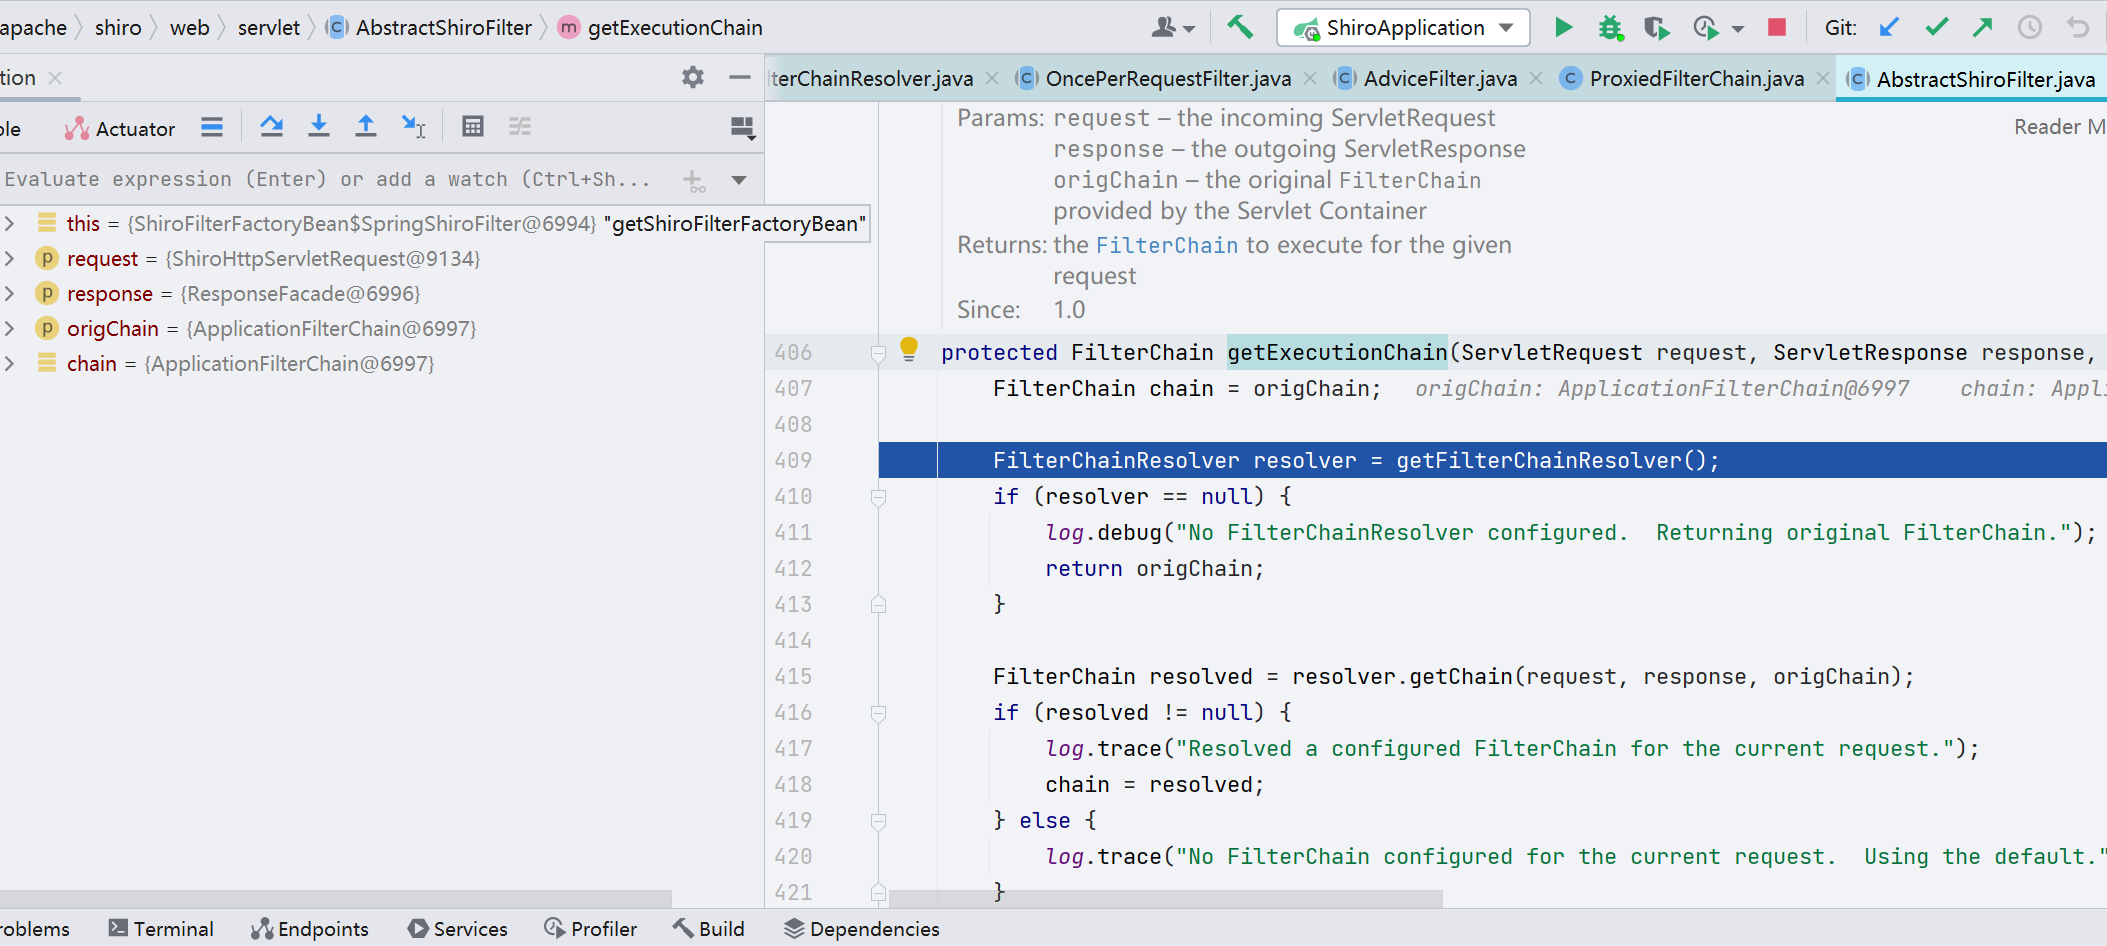 apache shiro web servlet AbstractShiroFilter getExecutionChain ShiroApplication Git:
tion
lterChainResolver.java OncePerRequestFilter.java AdviceFilter.java ProxiedFilterChain.java AbstractShiroFilter.java
ole Actuator
Evaluate expression (Enter) or add a watch (Ctrl+Sh...
this = {ShiroFilterFactoryBean$SpringShiroFilter@6994} "getShiroFilterFactoryBean"
request = {ShiroHttpServletRequest@9134}
response = {ResponseFacade@6996}
origChain = {ApplicationFilterChain@6997}
chain = {ApplicationFilterChain@6997}
Params: request – the incoming ServletRequest
response – the outgoing ServletResponse
origChain – the original FilterChain
provided by the Servlet Container
Returns: the FilterChain to execute for the given
request
Since: 1.0
Reader M
406 protected FilterChain getExecutionChain(ServletRequest request, ServletResponse response,
407 FilterChain chain = origChain; origChain: ApplicationFilterChain@6997 chain: Appli
408
409 FilterChainResolver resolver = getFilterChainResolver();
410 if (resolver == null) {
411 log.debug("No FilterChainResolver configured.  Returning original FilterChain.");
412 return origChain;
413 }
414
415 FilterChain resolved = resolver.getChain(request, response, origChain);
416 if (resolved != null) {
417 log.trace("Resolved a configured FilterChain for the current request.");
418 chain = resolved;
419 } else {
420 log.trace("No FilterChain configured for the current request.  Using the default."
421 }
roblems Terminal Endpoints Services Profiler Build Dependencies